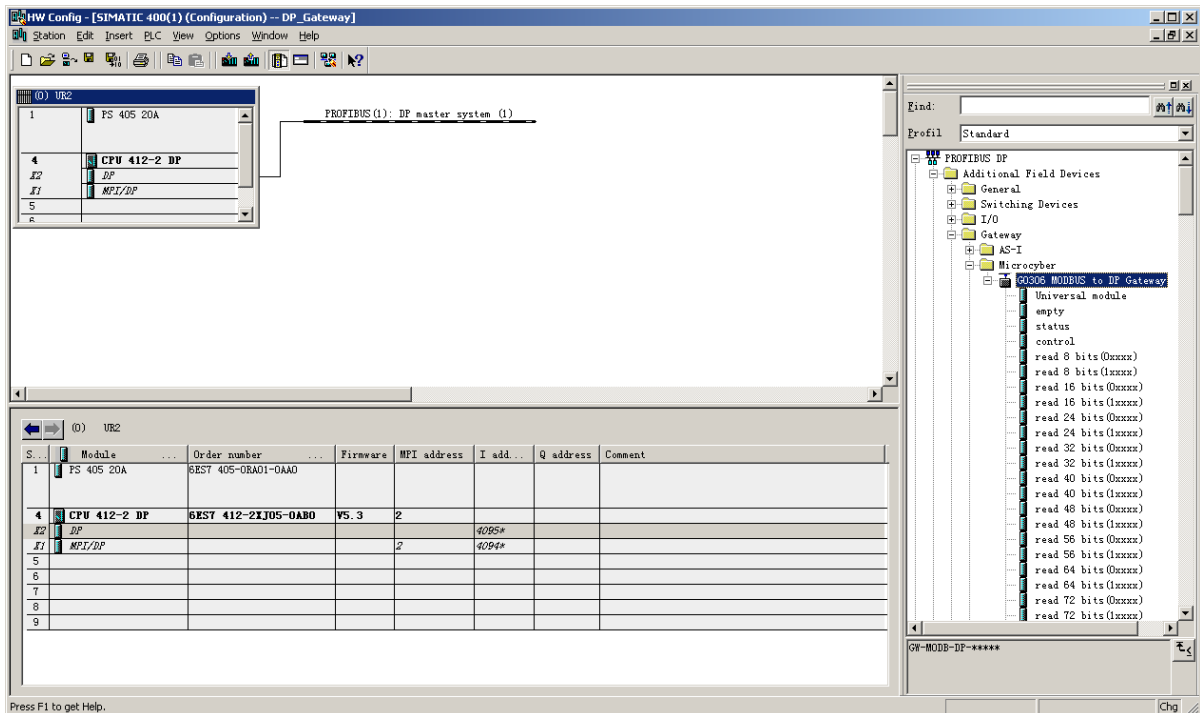 HW Config - [SIMATIC 400(1) (Configuration) -- DP_Gateway]
Station Edit Insert PLC View Options Window Help
(0) UR2
1 PS 405 20A
4 CPU 412-2 DP
X2 DP
X1 MPI/DP
5
6
PROFIBUS(1): DP master system (1)
(0) UR2
S... Module ... Order number ... Firmware MPI address I add... Q address Comment
1 PS 405 20A 6ES7 405-0RA01-0AA0
4 CPU 412-2 DP 6ES7 412-2XJ05-0AB0 V5.3 2
X2 DP 4095*
X1 MPI/DP 2 4094*
5
6
7
8
9
Find:
Profil Standard
PROFIBUS DP
Additional Field Devices
General
Switching Devices
I/O
Gateway
AS-I
Microcyber
G0306 MODBUS to DP Gateway
Universal module
empty
status
control
read 8 bits(0xxxx)
read 8 bits(1xxxx)
read 16 bits(0xxxx)
read 16 bits(1xxxx)
read 24 bits(0xxxx)
read 24 bits(1xxxx)
read 32 bits(0xxxx)
read 32 bits(1xxxx)
read 40 bits(0xxxx)
read 40 bits(1xxxx)
read 48 bits(0xxxx)
read 48 bits(1xxxx)
read 56 bits(0xxxx)
read 56 bits(1xxxx)
read 64 bits(0xxxx)
read 64 bits(1xxxx)
read 72 bits(0xxxx)
read 72 bits(1xxxx)
GW-MODB-DP-*****
Press F1 to get Help.
Chg